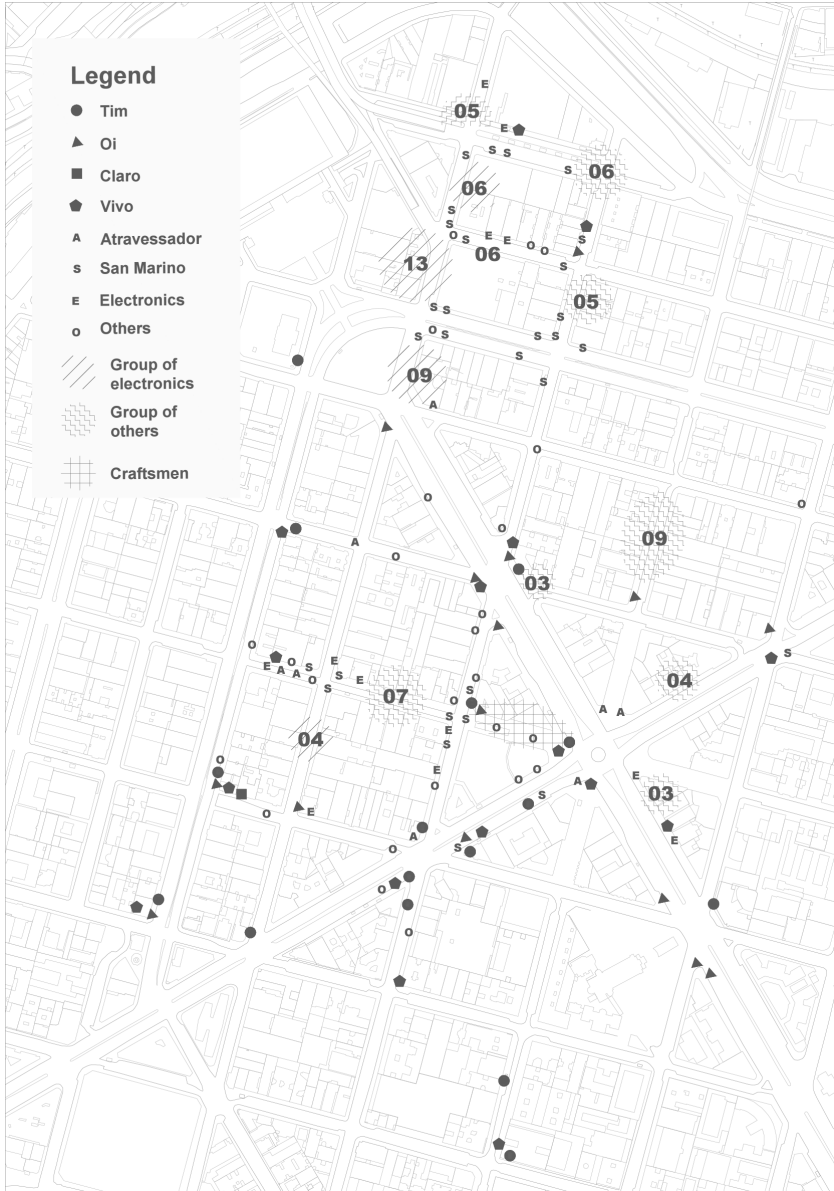 Legend
Tim
Oi
Claro
Vivo
A Atravessador
S San Marino
E Electronics
O Others
Group of
electronics
Group of
others
Craftsmen
E
05
E
S S
S
S 06
06
S
S
O S E E O O S
06
S
13
05
S S
S
S O S S S
S
S
09
S
A
O
O
O
O
09
A
O
03
O
O
O
S
E A A O S E
O S S E
04
07
O
S
A A
S S
O
E
S
O
04
O
E
O
O
O
E
S
A
03
O
E
E
A
O
S
O
O